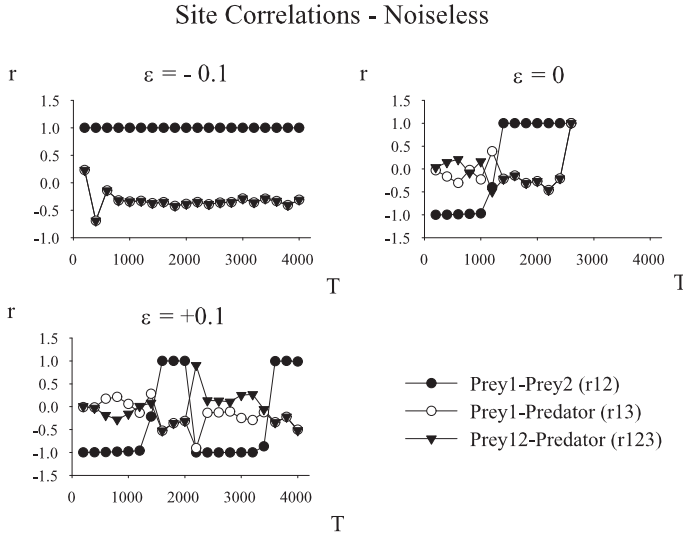 Site Correlations - Noiseless
r
ε = - 0.1
1.5
1.0
0.5
0.0
-0.5
-1.0
0 1000 2000 3000 4000
T
r
ε = 0
1.5
1.0
0.5
0.0
-0.5
-1.0
-1.5
0 1000 2000 3000 4000
T
r
ε = +0.1
1.5
1.0
0.5
0.0
-0.5
-1.0
-1.5
0 1000 2000 3000 4000
T
Prey1-Prey2 (r12)
Prey1-Predator (r13)
Prey12-Predator (r123)